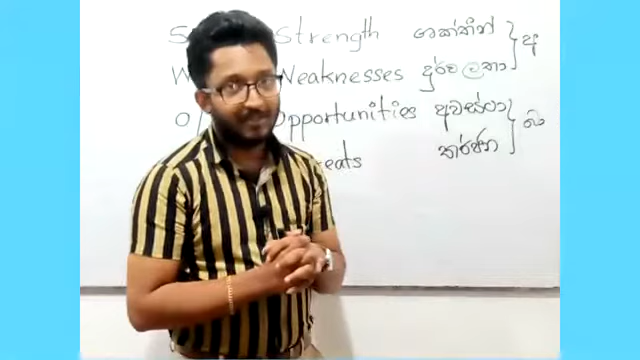 S Strength ශක්තීන් අ
W Weaknesses දුර්වලතා
O/ Opportunities අවස්ථා බා
eats තර්ජන